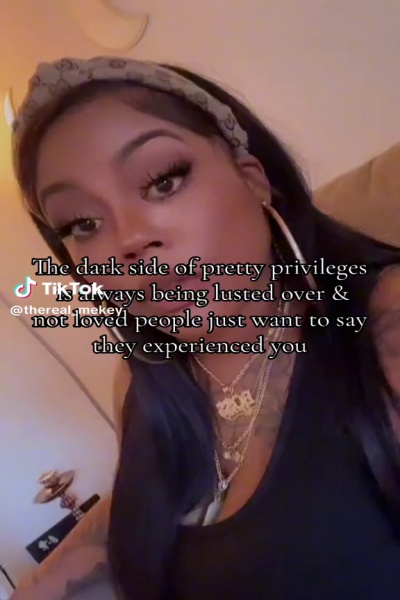 The dark side of pretty privileges
TikTok
is always being lusted over &
@thereal_mekey
not loved people just want to say
they experienced you